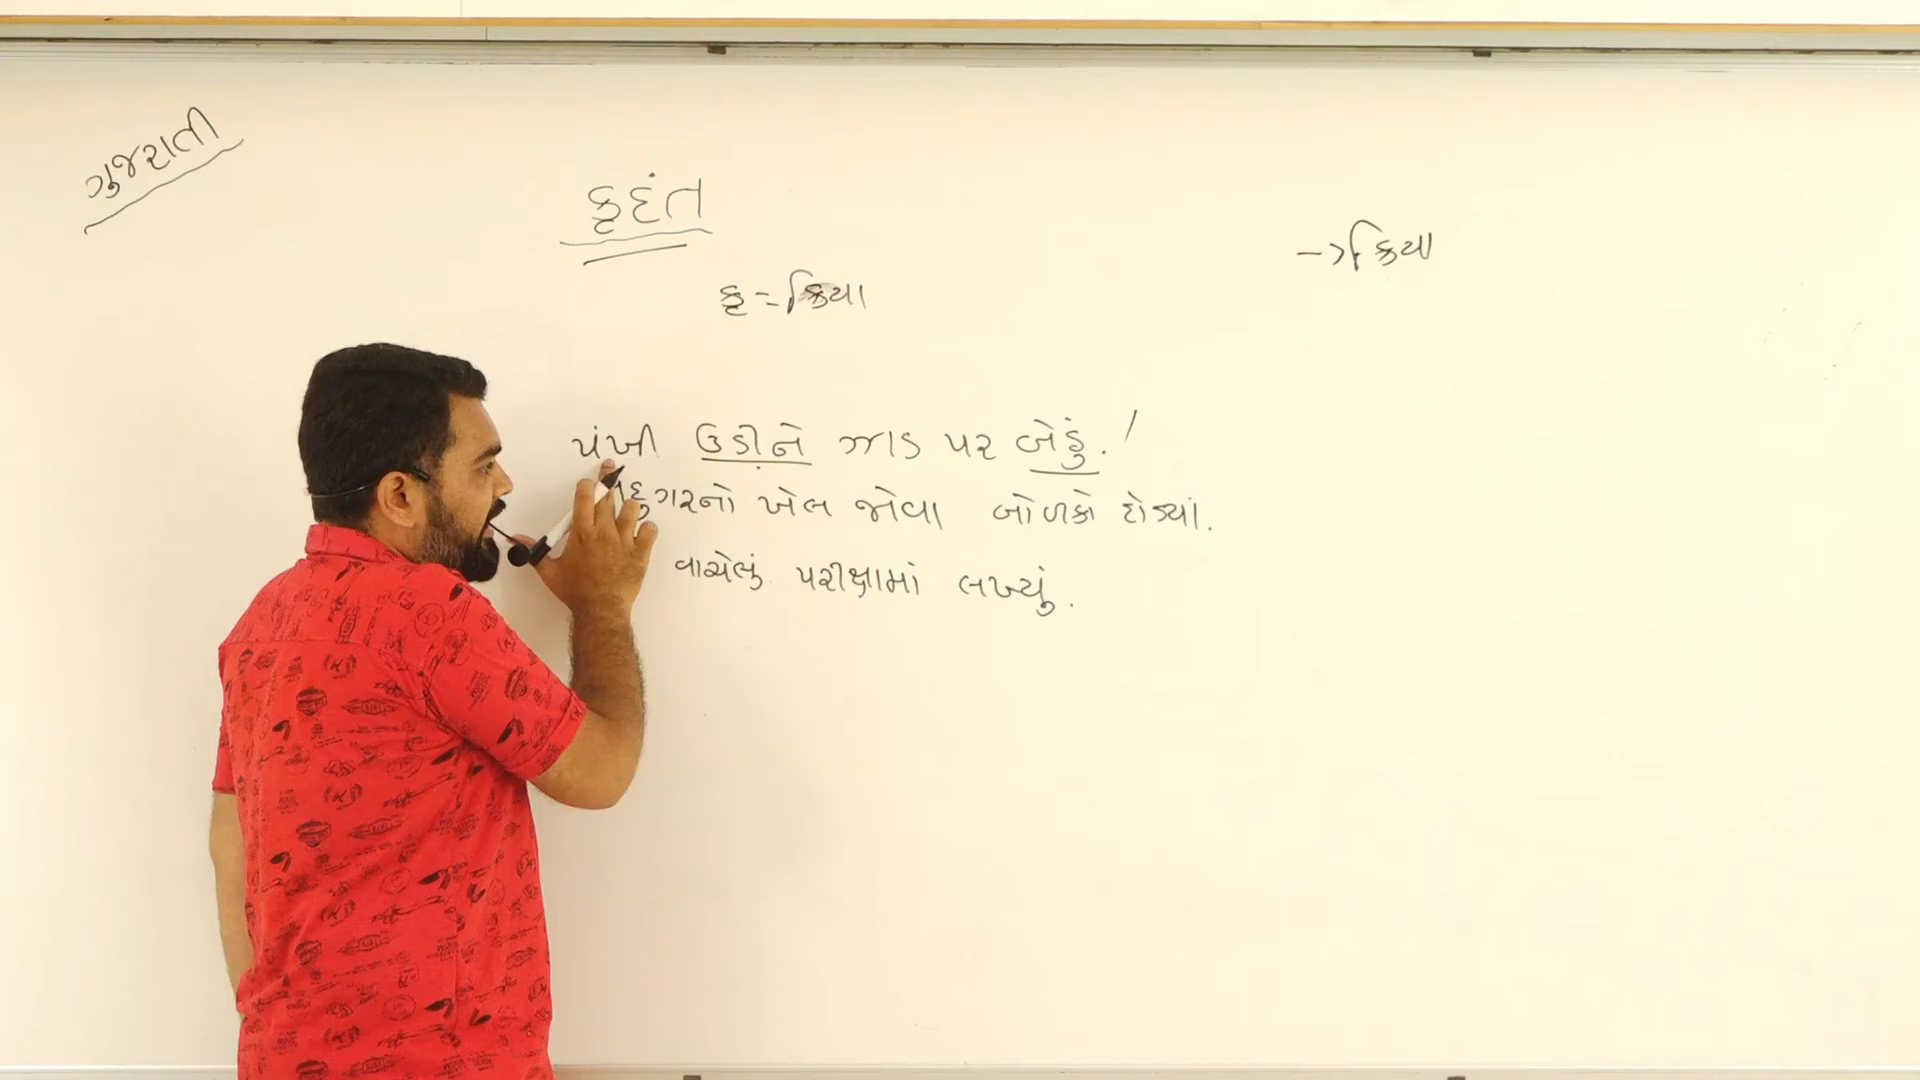 ગુજરાતી
કૃદંત
→ ક્રિયા
કૃ = ક્રિયા
પંખી ઉડીને ઝાડ પર બેઠું.
દુગરનો ખેલ જોવા બોળકો દોડ્યાં.
વાચેલું પરીક્ષામાં લખ્યું.